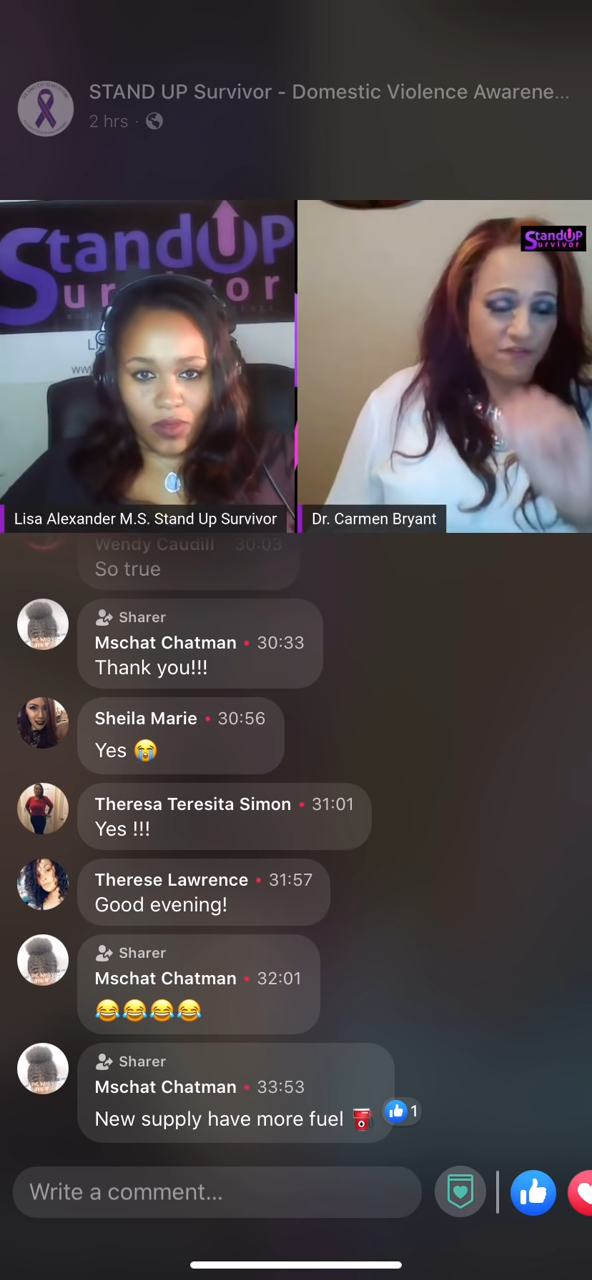 STAND UP Survivor - Domestic Violence Awarene...
2 hrs ·
StandUP
Survivor
StandUP
Survivor
Lisa Alexander M.S. Stand Up Survivor
Dr. Carmen Bryant
Wendy Caudill 30:03
So true
Sharer
Mschat Chatman • 30:33
Thank you!!!
Sheila Marie • 30:56
Yes 😭
Theresa Teresita Simon • 31:01
Yes !!!
Therese Lawrence • 31:57
Good evening!
Sharer
Mschat Chatman • 32:01
😂😂😂😂
Sharer
Mschat Chatman • 33:53
New supply have more fuel ⛽
1
Write a comment...